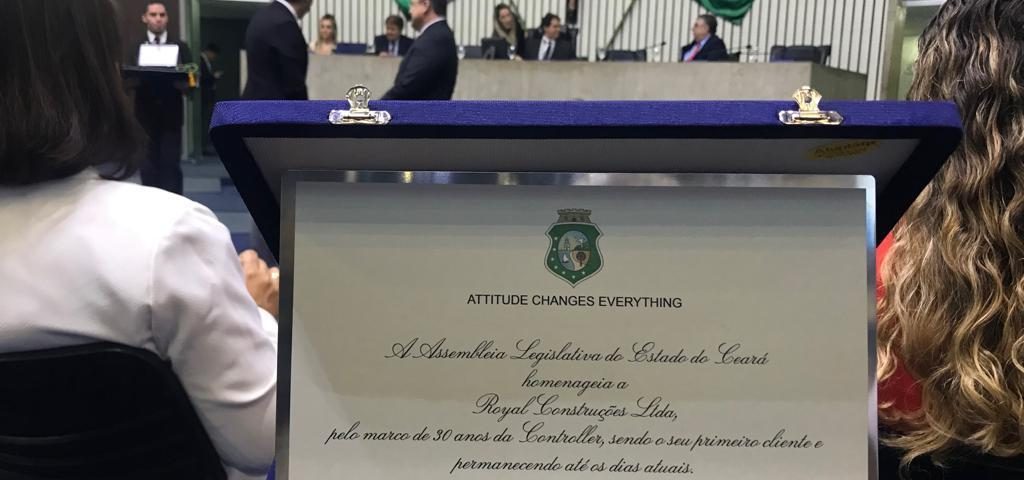 ATTITUDE CHANGES EVERYTHING
A Assembleia Legislativa do Estado do Ceará
homenageia a
Royal Construções Ltda,
pelo marco de 30 anos da Controller, sendo o seu primeiro cliente e
permanecendo até os dias atuais.